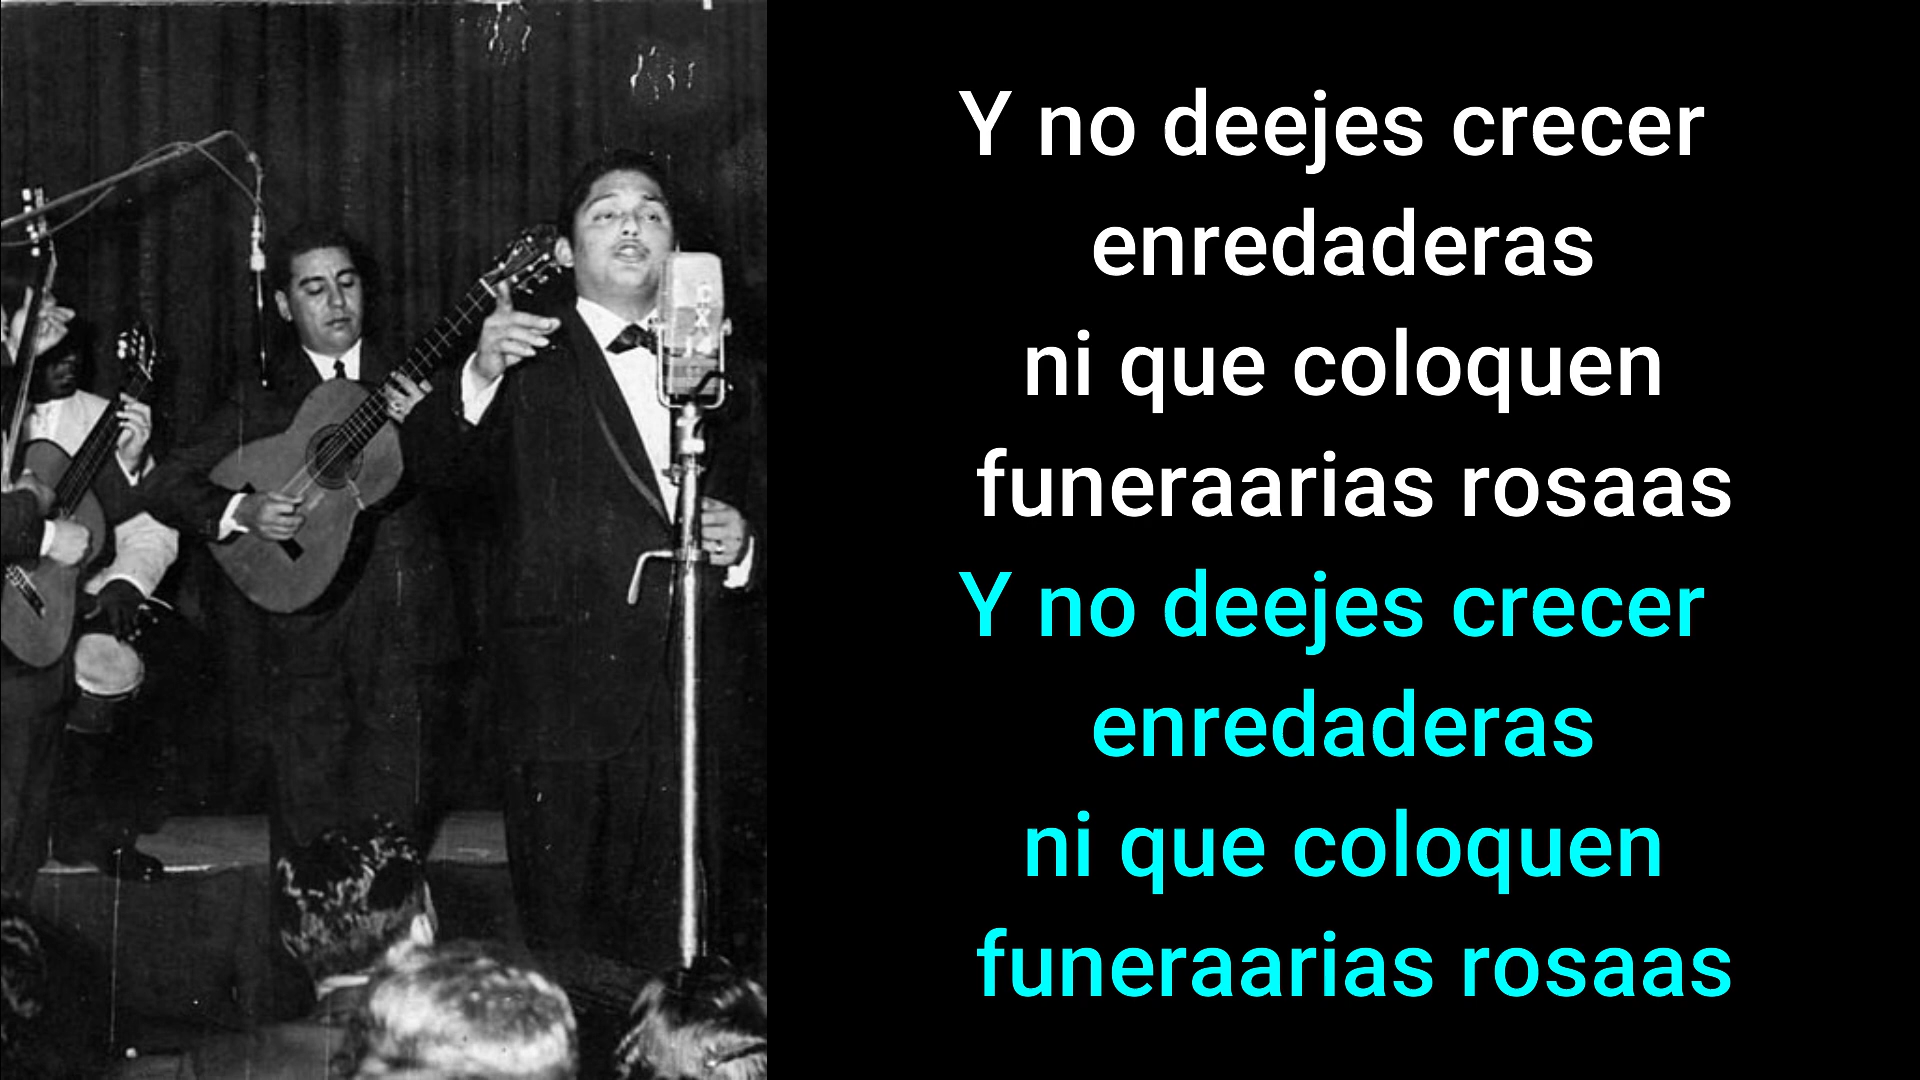 Y no deejes crecer
enredaderas
ni que coloquen
funeraarias rosaas
Y no deejes crecer
enredaderas
ni que coloquen
funeraarias rosaas